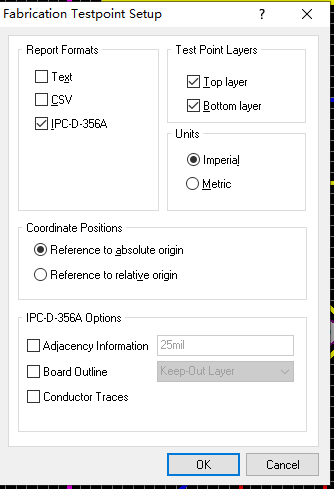 Fabrication Testpoint Setup
Report Formats
Text
CSV
IPC-D-356A
Test Point Layers
Top layer
Bottom layer
Units
Imperial
Metric
Coordinate Positions
Reference to absolute origin
Reference to relative origin
IPC-D-356A Options
Adjacency Information 25mil
Board Outline Keep-Out Layer
Conductor Traces
OK Cancel